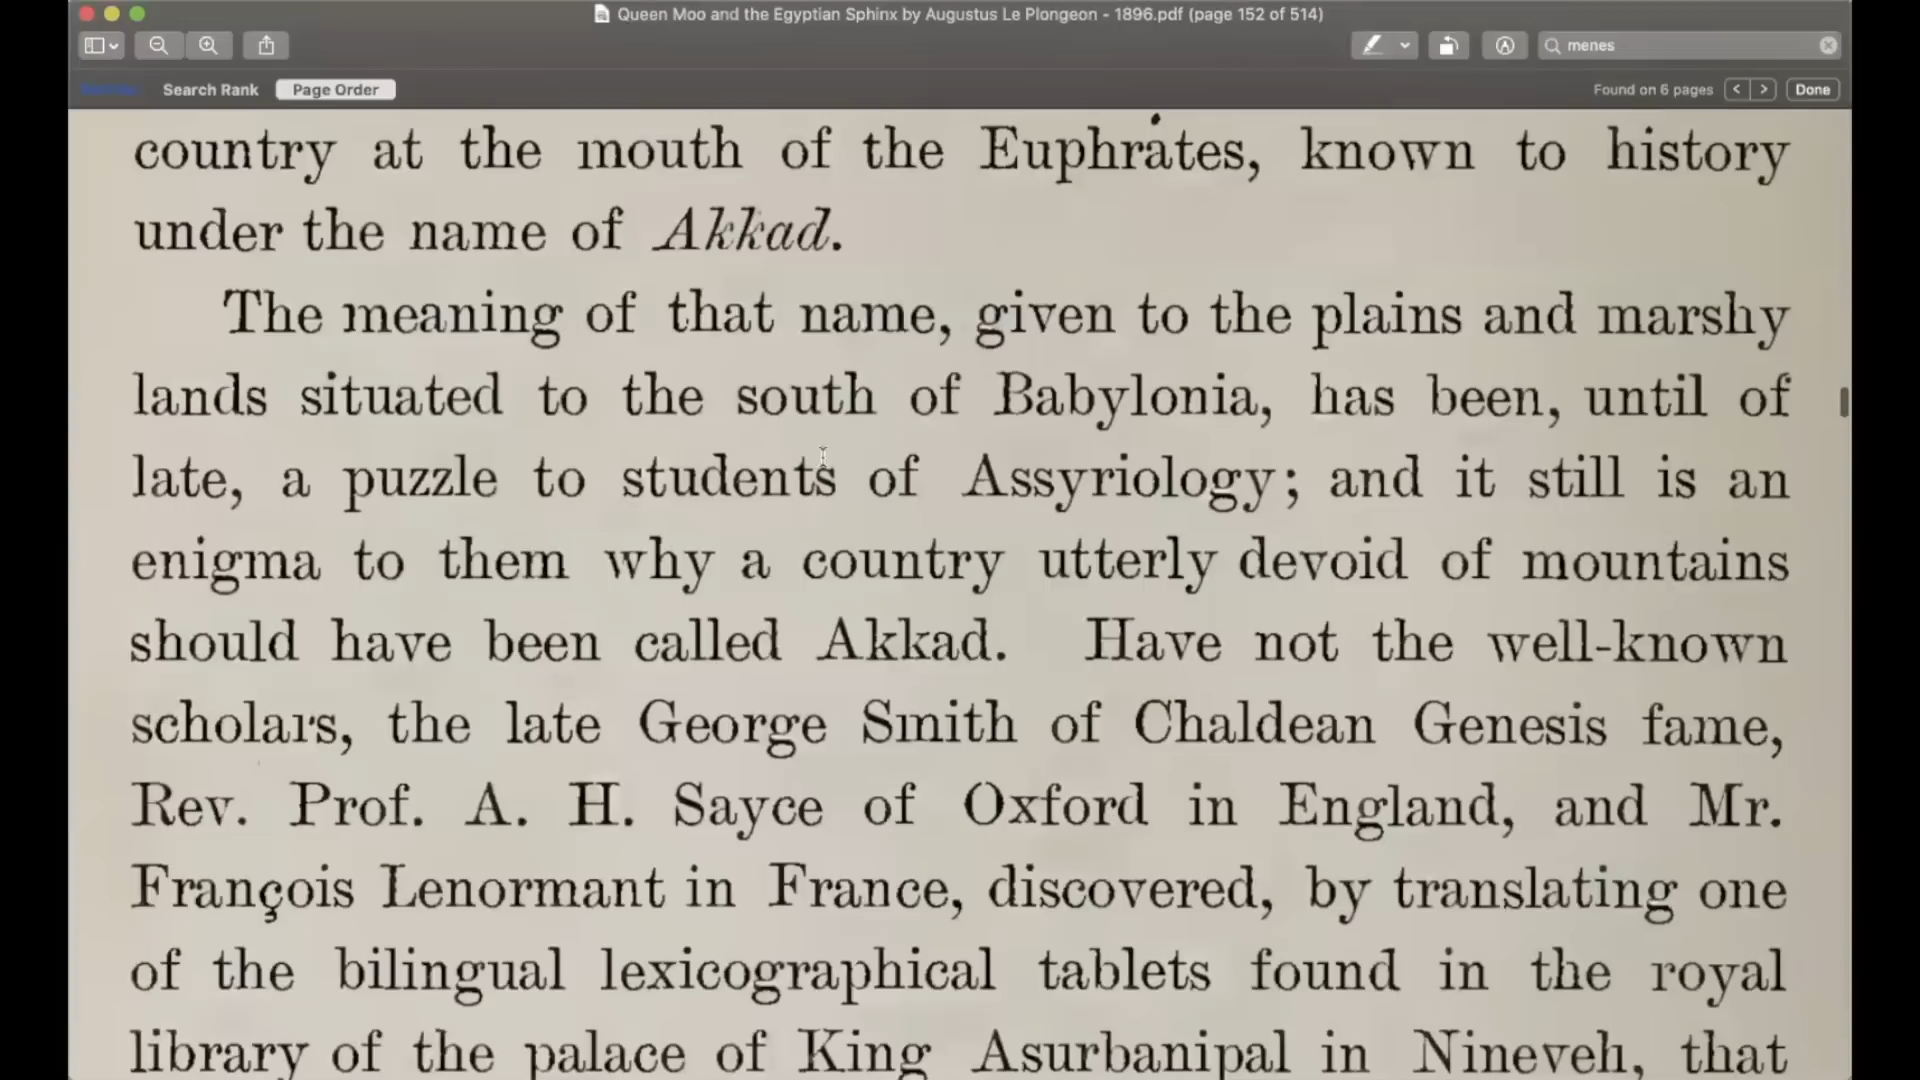 Queen Moo and the Egyptian Sphinx by Augustus Le Plongeon - 1896.pdf (page 152 of 514)
menes
Search Rank
Page Order
Found on 6 pages
Done
country at the mouth of the Euphrates, known to history
under the name of Akkad.
The meaning of that name, given to the plains and marshy
lands situated to the south of Babylonia, has been, until of
late, a puzzle to students of Assyriology; and it still is an
enigma to them why a country utterly devoid of mountains
should have been called Akkad. Have not the well-known
scholars, the late George Smith of Chaldean Genesis fame,
Rev. Prof. A. H. Sayce of Oxford in England, and Mr.
François Lenormant in France, discovered, by translating one
of the bilingual lexicographical tablets found in the royal
library of the palace of King Asurbanipal in Nineveh, that